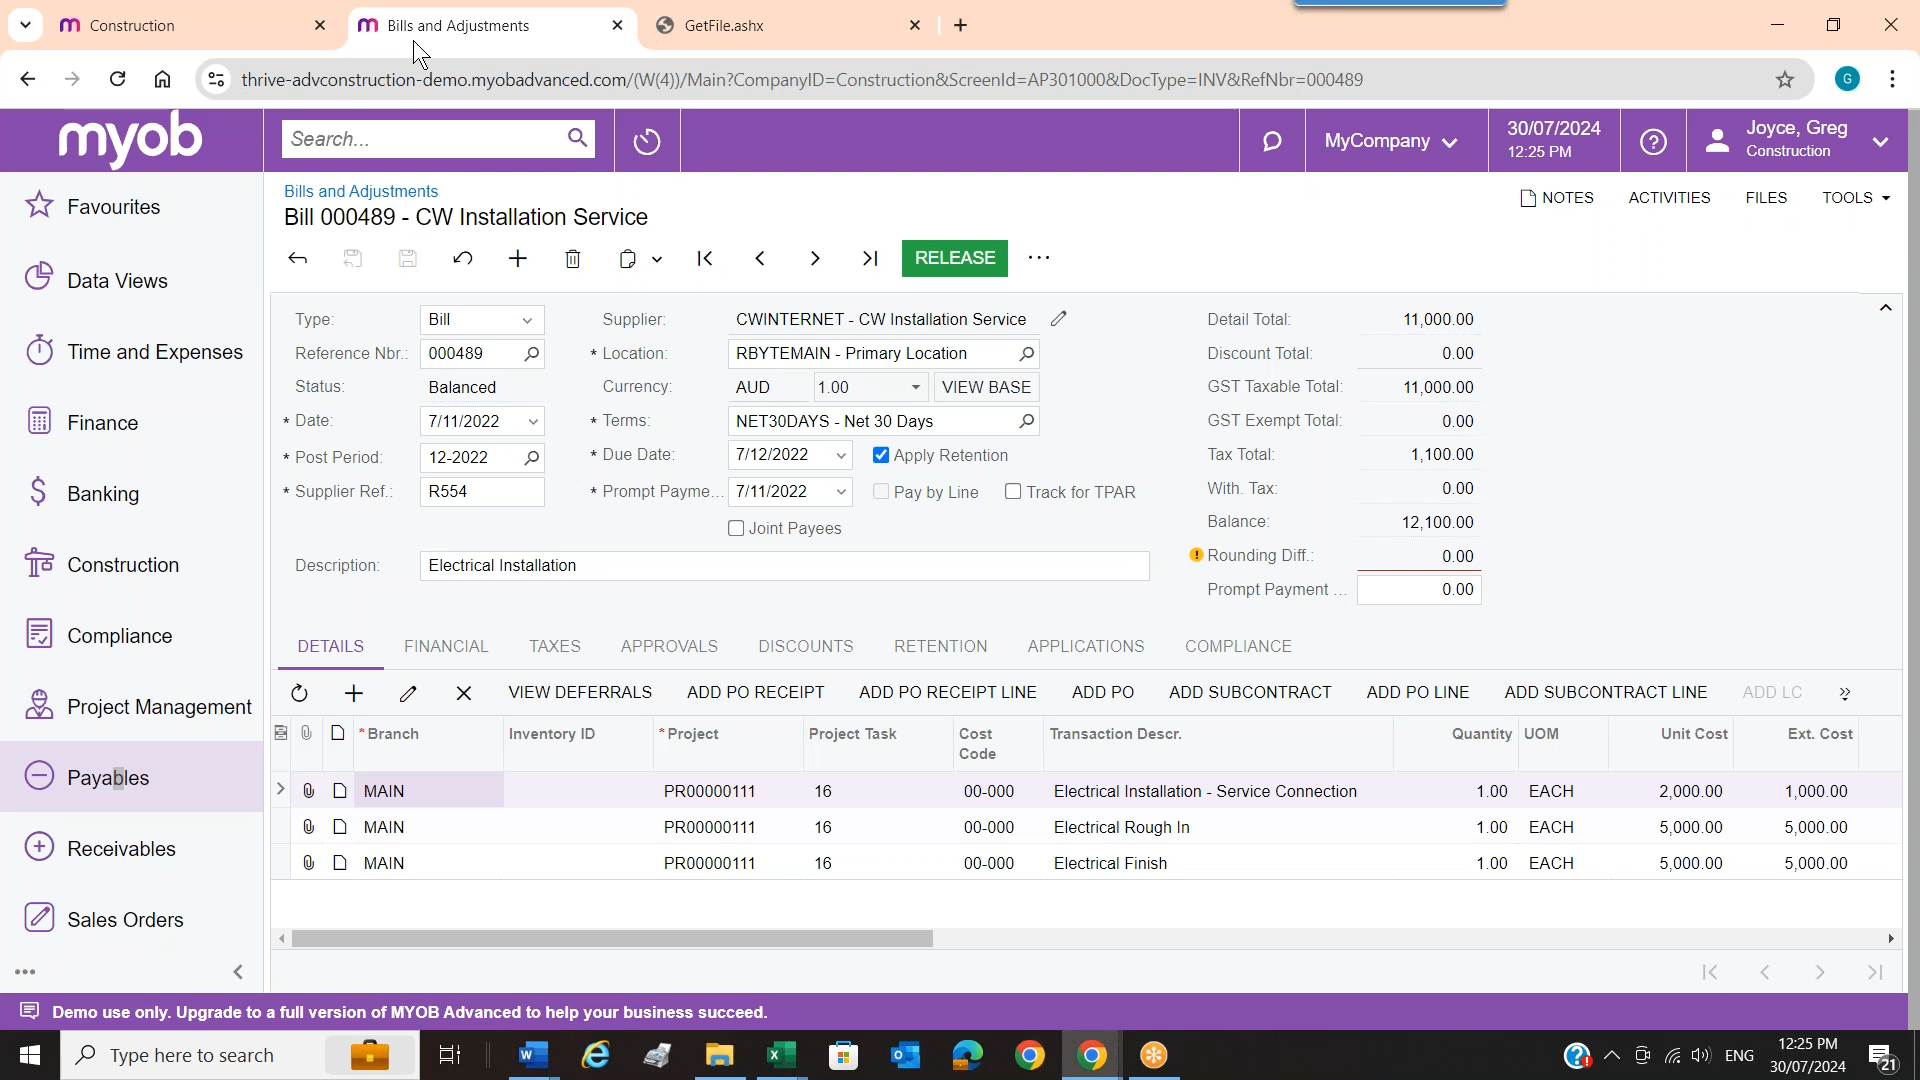 Construction
Bills and Adjustments
GetFile.ashx
thrive-advconstruction-demo.myobadvanced.com/(W(4))/Main?CompanyID=Construction&ScreenId=AP301000&DocType=INV&RefNbr=000489
G
myob
Search...
MyCompany
30/07/2024
12:25 PM
Joyce, Greg
Construction
Favourites
Data Views
Time and Expenses
Finance
Banking
Construction
Compliance
Project Management
Payables
Receivables
Sales Orders
Bills and Adjustments
Bill 000489 - CW Installation Service
NOTES ACTIVITIES FILES TOOLS
RELEASE
Type: Bill Supplier: CWINTERNET - CW Installation Service Detail Total: 11,000.00
Reference Nbr.: 000489 * Location: RBYTEMAIN - Primary Location Discount Total: 0.00
Status: Balanced Currency: AUD 1.00 VIEW BASE GST Taxable Total: 11,000.00
* Date: 7/11/2022 * Terms: NET30DAYS - Net 30 Days GST Exempt Total: 0.00
* Post Period: 12-2022 * Due Date: 7/12/2022 Apply Retention Tax Total: 1,100.00
* Supplier Ref.: R554 * Prompt Payme... 7/11/2022 Pay by Line Track for TPAR With. Tax: 0.00
Joint Payees Balance: 12,100.00
Rounding Diff.: 0.00
Description: Electrical Installation Prompt Payment ... 0.00
DETAILS FINANCIAL TAXES APPROVALS DISCOUNTS RETENTION APPLICATIONS COMPLIANCE
VIEW DEFERRALS ADD PO RECEIPT ADD PO RECEIPT LINE ADD PO ADD SUBCONTRACT ADD PO LINE ADD SUBCONTRACT LINE ADD LC
* Branch Inventory ID * Project Project Task Cost Code Transaction Descr. Quantity UOM Unit Cost Ext. Cost
MAIN PR00000111 16 00-000 Electrical Installation - Service Connection 1.00 EACH 2,000.00 1,000.00
MAIN PR00000111 16 00-000 Electrical Rough In 1.00 EACH 5,000.00 5,000.00
MAIN PR00000111 16 00-000 Electrical Finish 1.00 EACH 5,000.00 5,000.00
Demo use only. Upgrade to a full version of MYOB Advanced to help your business succeed.
Type here to search
ENG
12:25 PM
30/07/2024
21